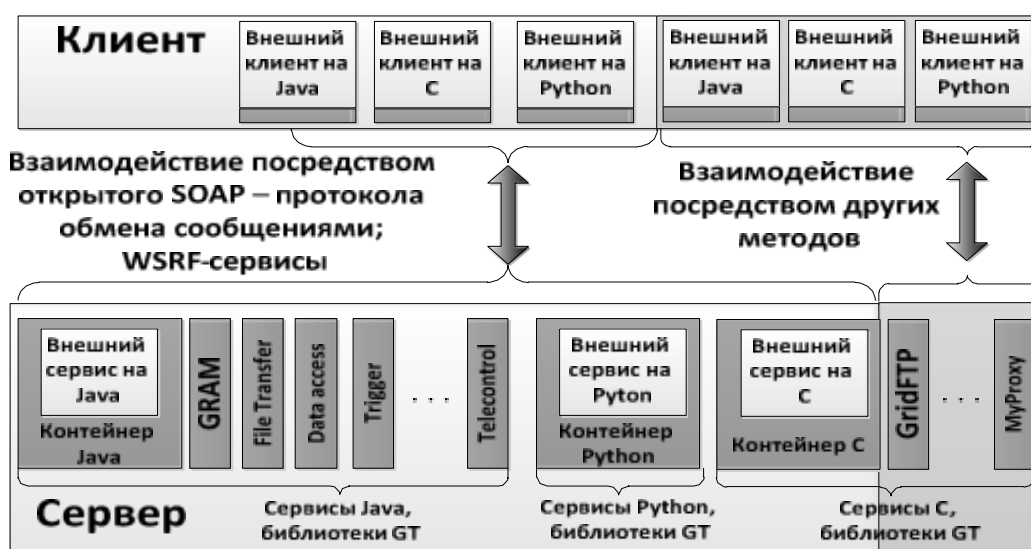 Клиент
Внешний
клиент на
Java
Внешний
клиент на
С
Внешний
клиент на
Python
Внешний
клиент на
Java
Внешний
клиент на
С
Внешний
клиент на
Python
Взаимодействие посредством
открытого SOAP – протокола
обмена сообщениями;
WSRF-сервисы
Взаимодействие
посредством других
методов
Внешний
сервис на
Java
Контейнер
Java
GRAM
File Transfer
Data access
Trigger
. . .
Telecontrol
Внешний
сервис на
Pyton
Контейнер
Python
Внешний
сервис на
С
Контейнер С
GridFTP
. . .
MyProxy
Сервер
Сервисы Java,
библиотеки GT
Сервисы Python,
библиотеки GT
Сервисы С,
библиотеки GT